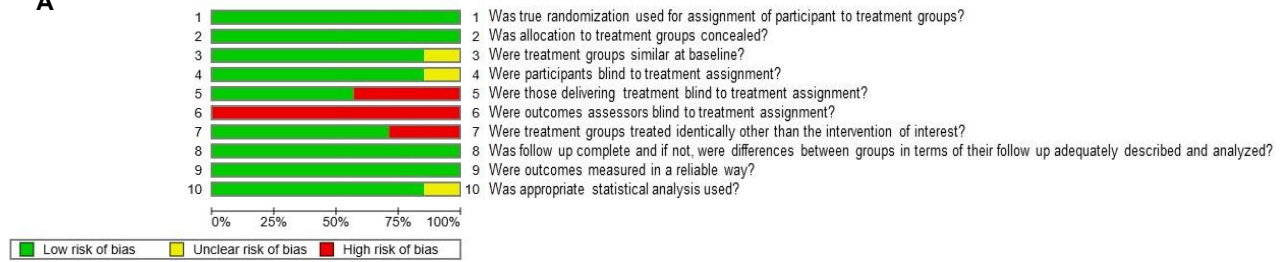 A
1 1 Was true randomization used for assignment of participant to treatment groups?
2 2 Was allocation to treatment groups concealed?
3 3 Were treatment groups similar at baseline?
4 4 Were participants blind to treatment assignment?
5 5 Were those delivering treatment blind to treatment assignment?
6 6 Were outcomes assessors blind to treatment assignment?
7 7 Were treatment groups treated identically other than the intervention of interest?
8 8 Was follow up complete and if not, were differences between groups in terms of their follow up adequately described and analyzed?
9 9 Were outcomes measured in a reliable way?
10 10 Was appropriate statistical analysis used?
0% 25% 50% 75% 100%
Low risk of bias Unclear risk of bias High risk of bias